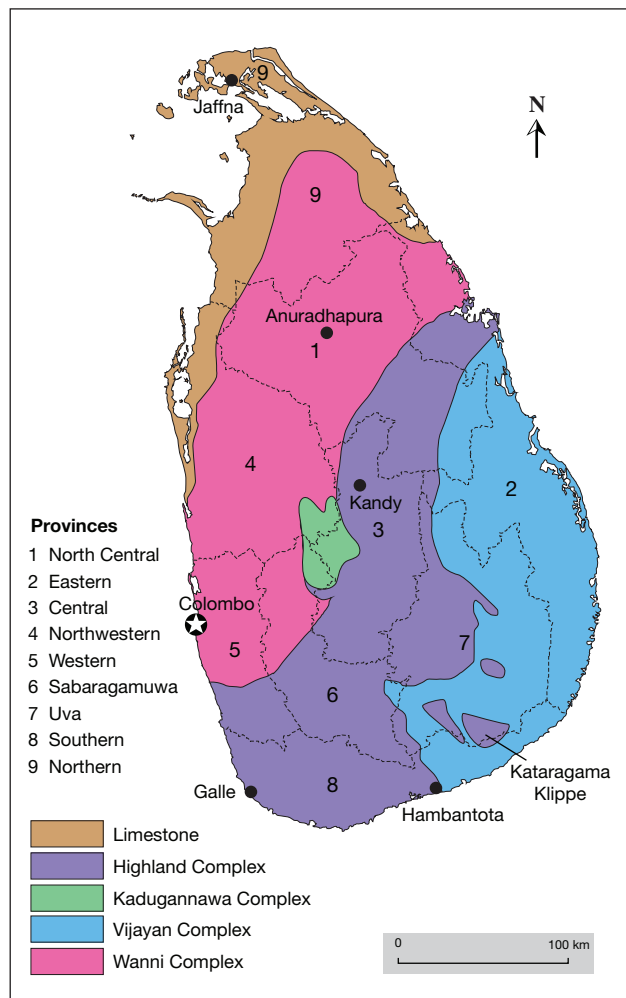 9
Jaffna
N
9
Anuradhapura
1
4
2
Kandy
3
Provinces
1 North Central
2 Eastern
3 Central
4 Northwestern
5 Western
6 Sabaragamuwa
7 Uva
8 Southern
9 Northern
Colombo
5
7
6
Kataragama
Klippe
Galle
8
Hambantota
Limestone
Highland Complex
Kadugannawa Complex
Vijayan Complex
Wanni Complex
0 100 km